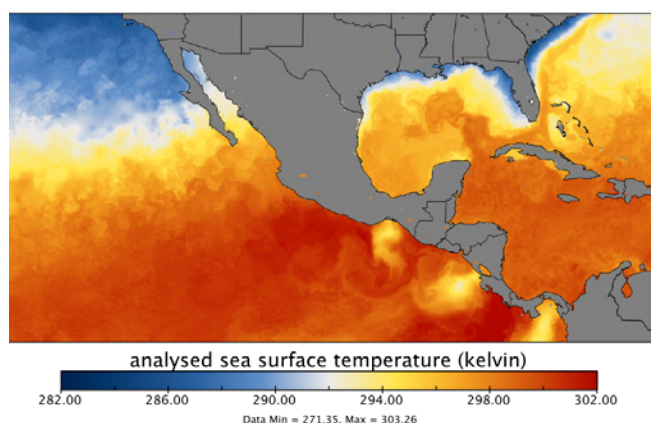 analysed sea surface temperature (kelvin)
282.00 286.00 290.00 294.00 298.00 302.00
Data Min = 271.35, Max = 303.26